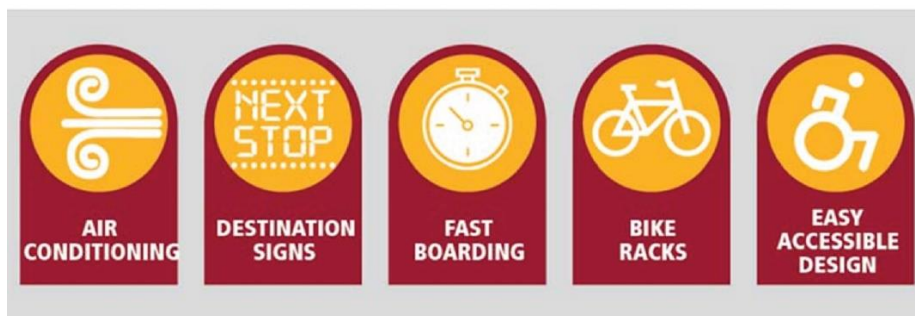 AIR
CONDITIONING
NEXT
STOP
DESTINATION
SIGNS
FAST
BOARDING
BIKE
RACKS
EASY
ACCESSIBLE
DESIGN